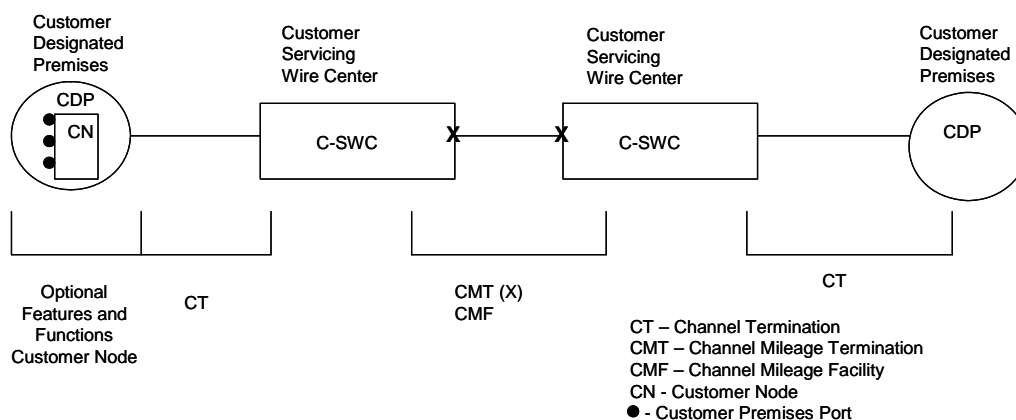 Customer
Designated
Premises
Customer
Servicing
Wire Center
Customer
Servicing
Wire Center
Customer
Designated
Premises
CDP
CN
C-SWC
X
X
C-SWC
CDP
Optional
Features and
Functions
Customer Node
CT
CMT (X)
CMF
CT
CT – Channel Termination
CMT – Channel Mileage Termination
CMF – Channel Mileage Facility
CN - Customer Node
- Customer Premises Port